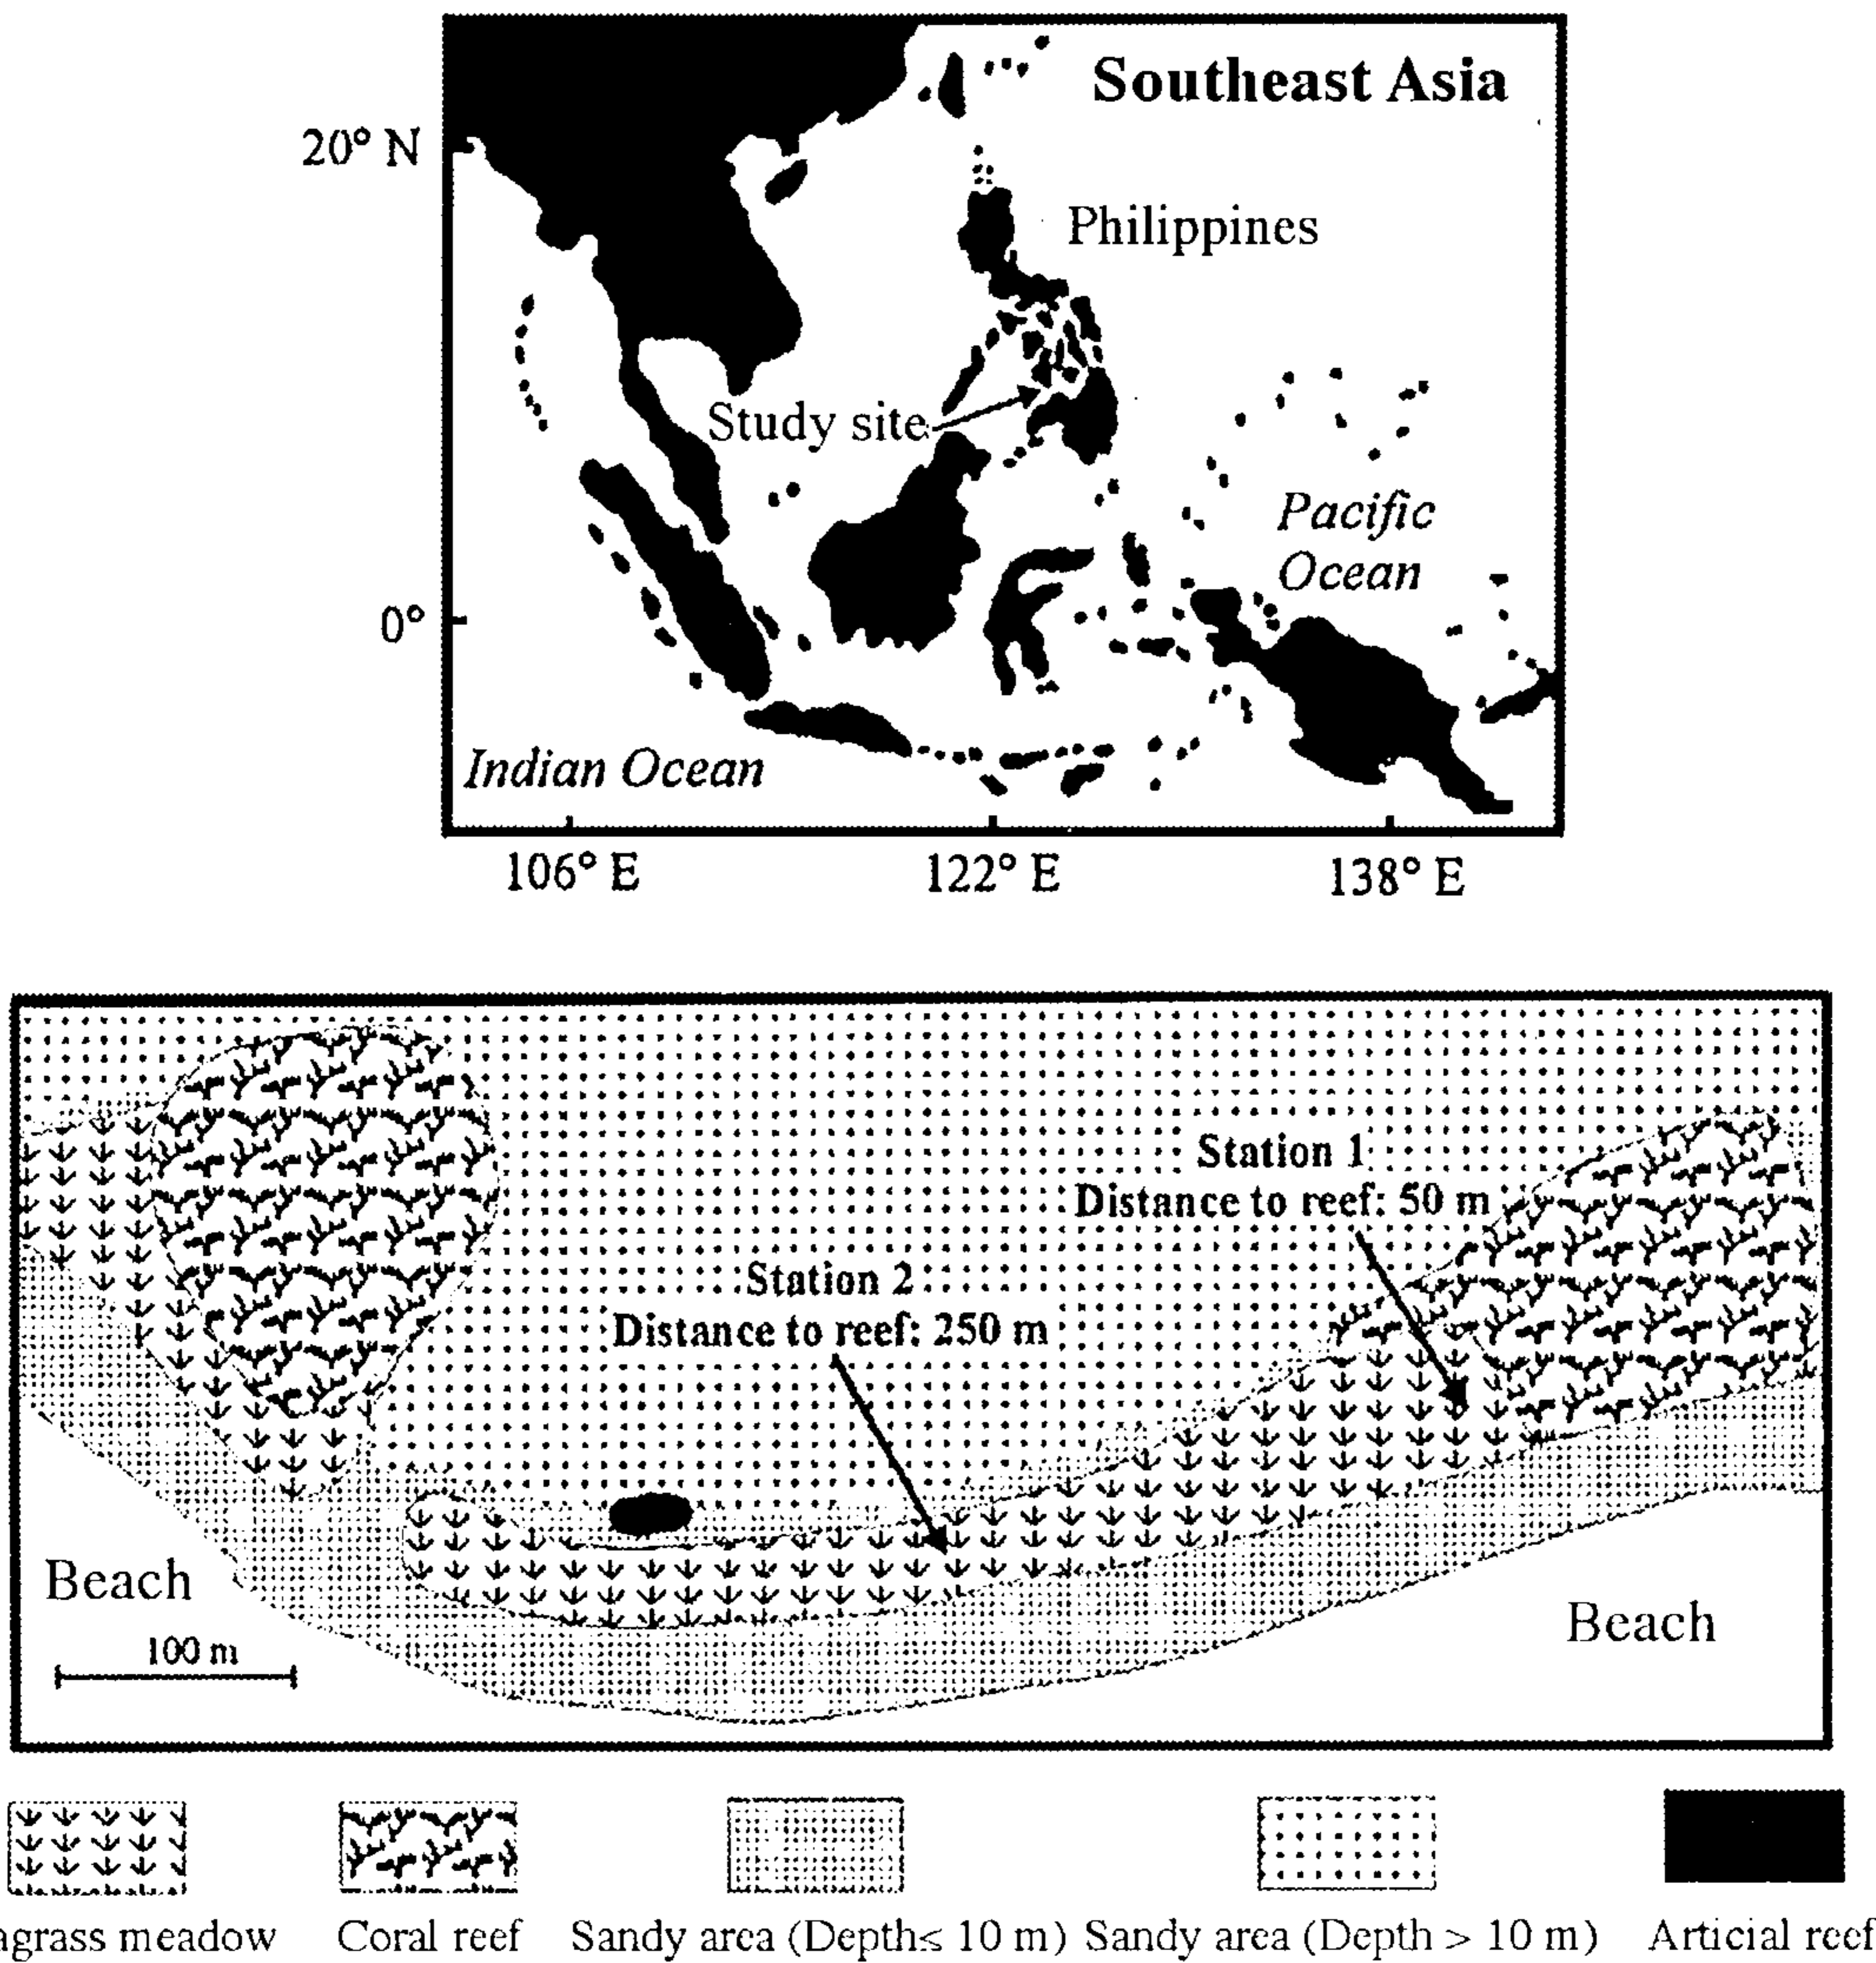 Southeast Asia
20° N
Philippines
Study site
Pacific
Ocean
0°
Indian Ocean
106° E
122° E
138° E
Station 1
Distance to reef: 50 m
Station 2
Distance to reef: 250 m
Beach
100 m
Beach
agrass meadow
Coral reef
Sandy area (Depth≤ 10 m)
Sandy area (Depth > 10 m)
Articial reef